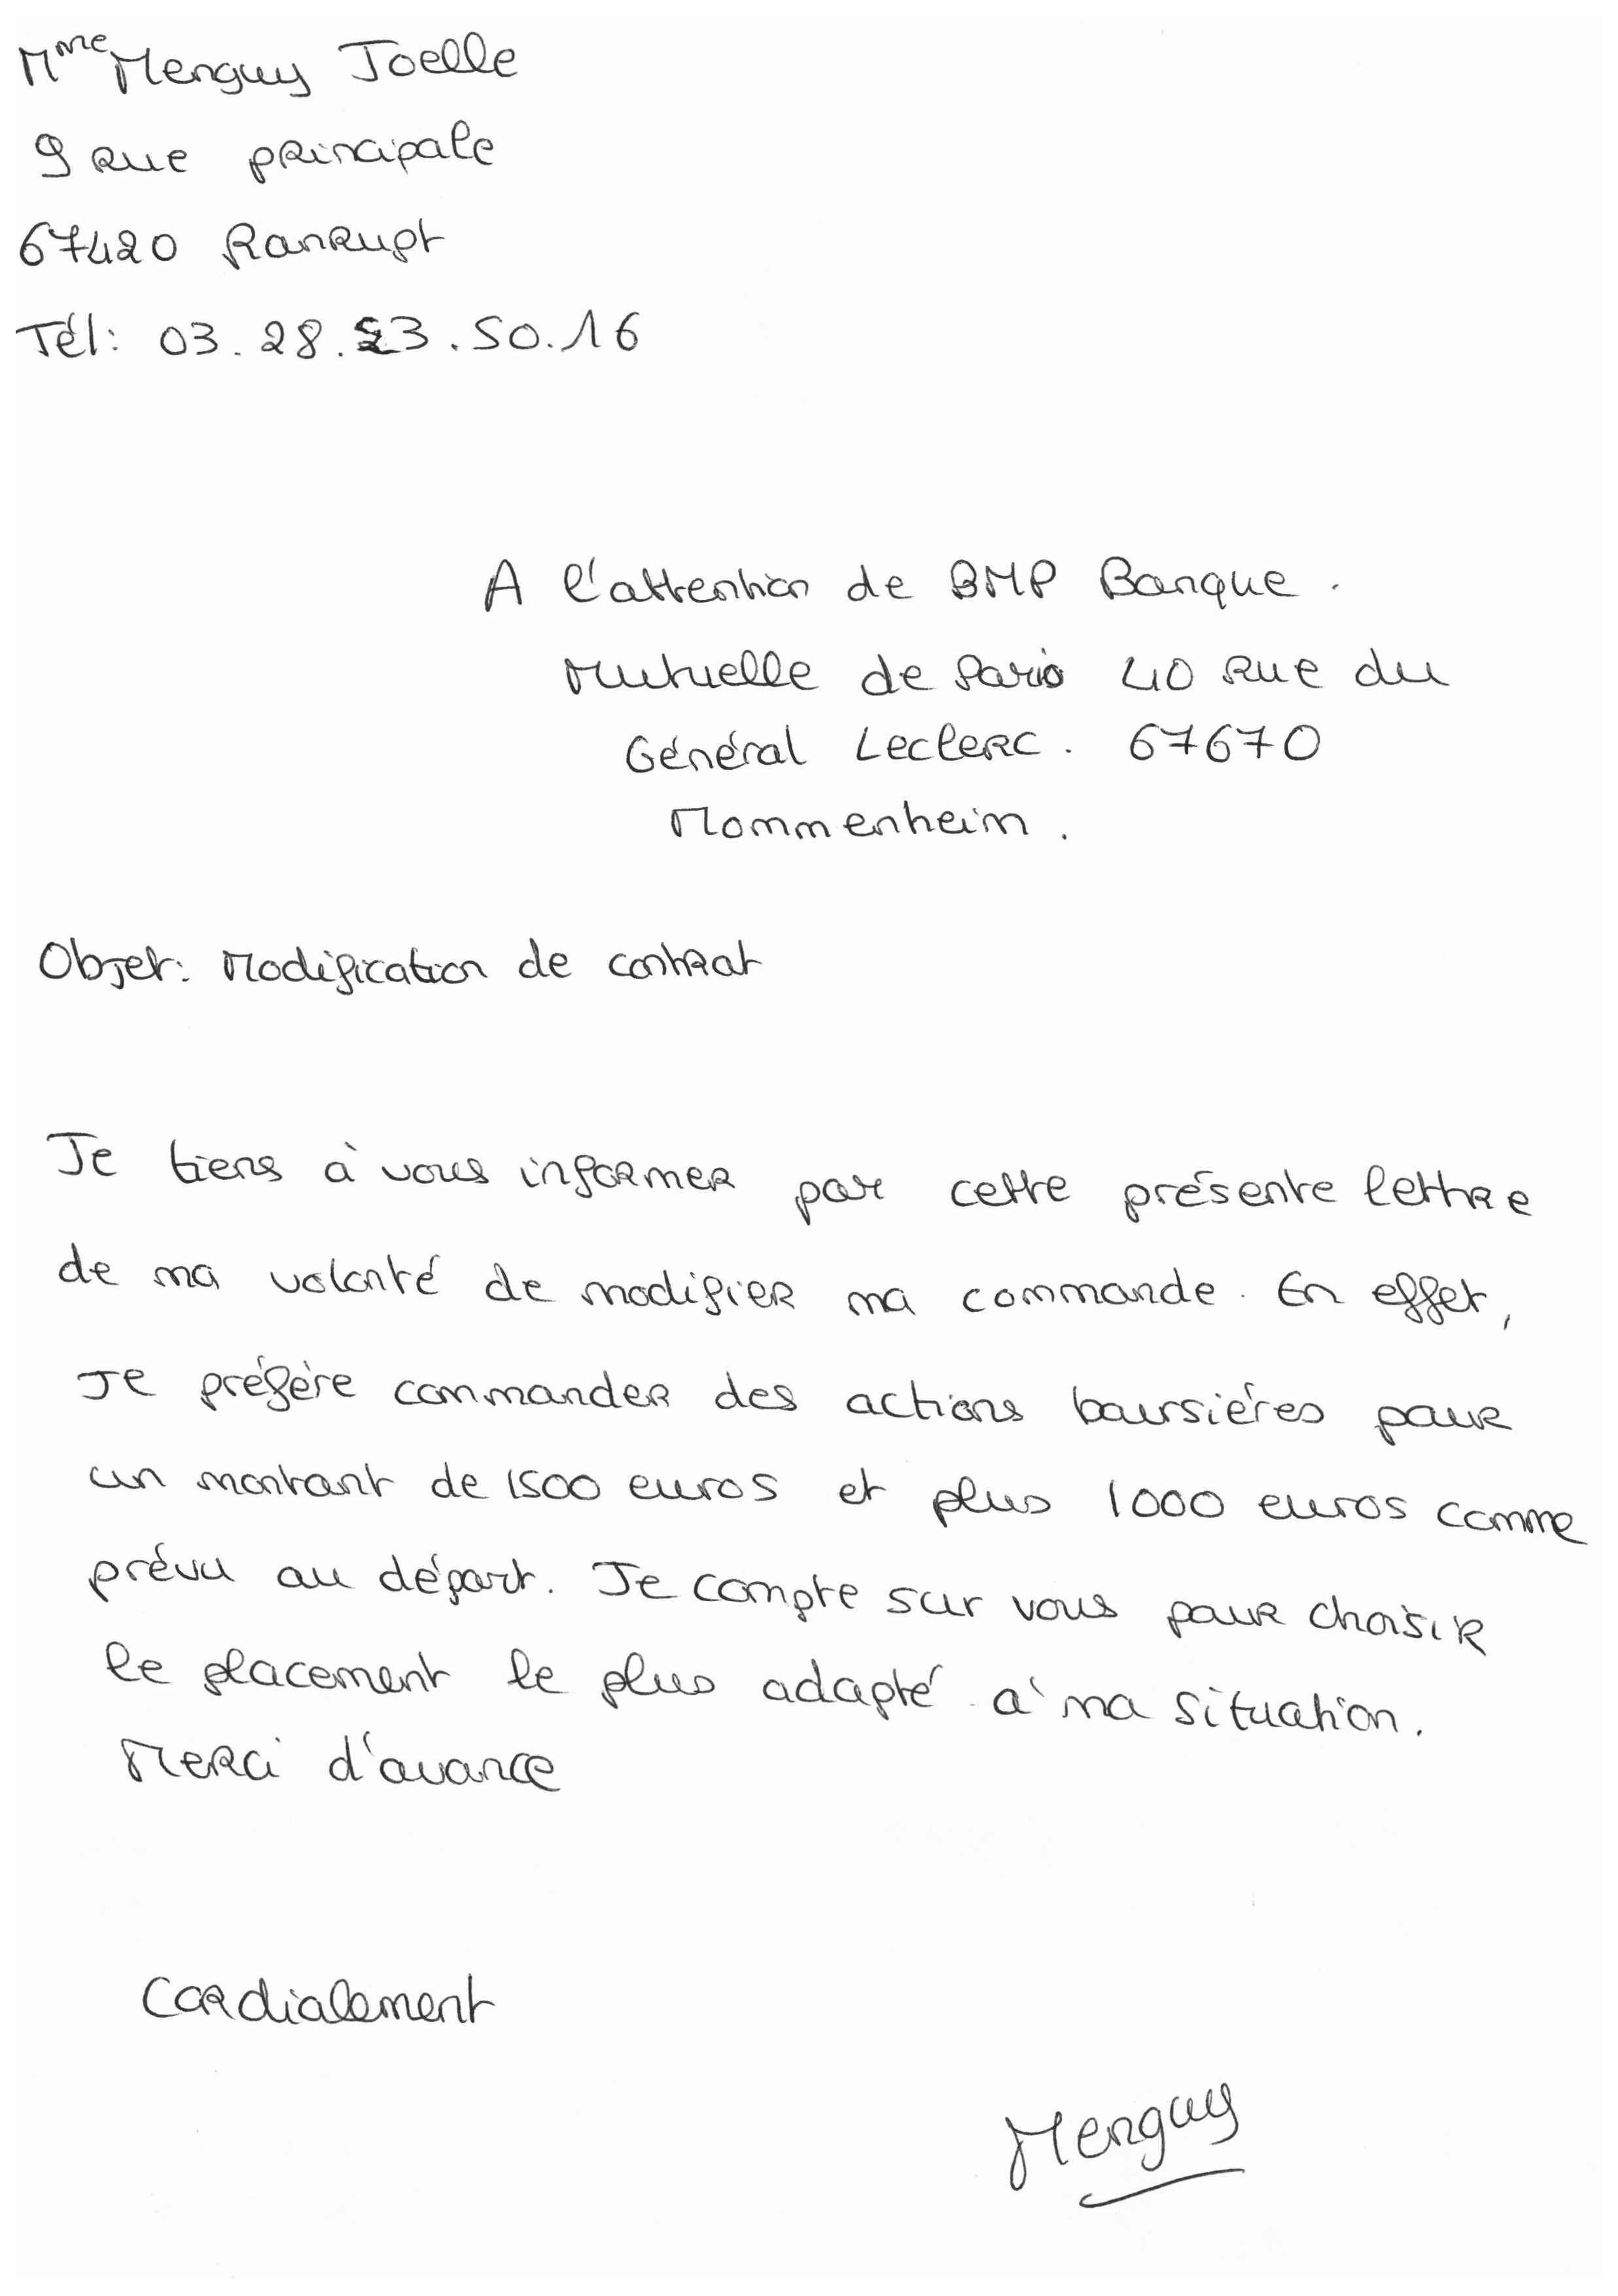 Mme Menguy Joelle
9 rue principale
67420 Ranrupt
Tél: 03.28.23.50.16
A l'attention de BMP Banque.
Mutuelle de Paris 40 rue du
Général Leclerc. 67670
Mommenheim.
Objet: Modification de contrat
Je tiens à vous informer par cette présente lettre
de ma volonté de modifier ma commande. En effet,
Je préfère commander des actions boursières pour
un montant de 1500 euros et plus 1000 euros comme
prévu au départ. Je compte sur vous pour choisir
le placement le plus adapté à ma situation.
Merci d'avance
Cordialement
Menguy